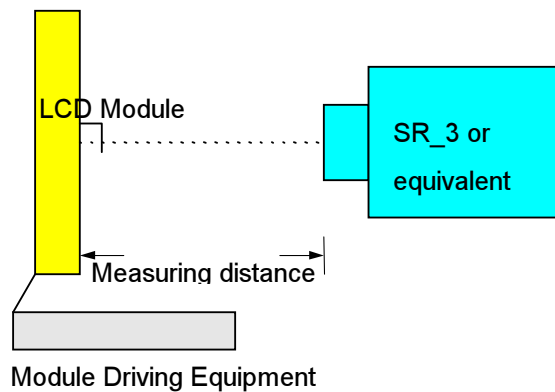 LCD Module
SR_3 or
equivalent
Measuring distance
Module Driving Equipment